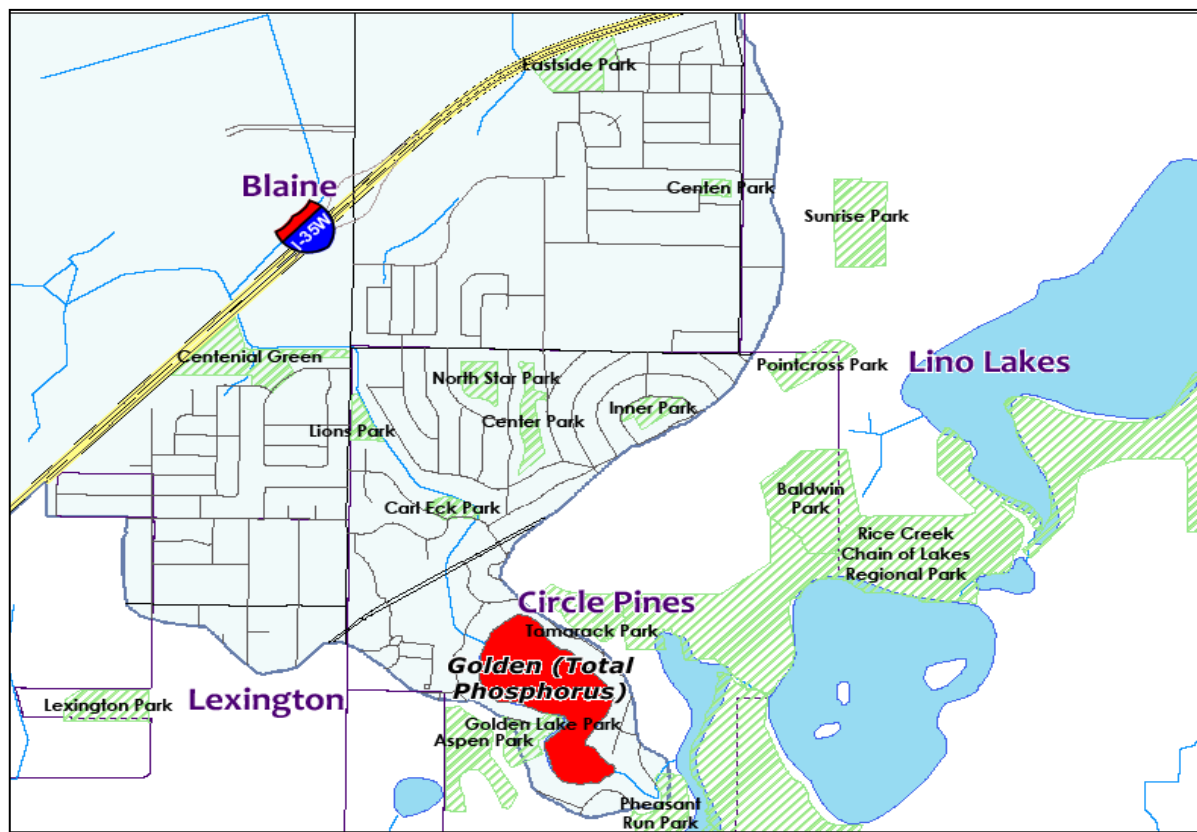 Eastside Park
Blaine
Centen Park
Sunrise Park
I-35W
Centenial Green
North Star Park
Pointcross Park
Lino Lakes
Lions Park
Center Park
Inner Park
Carl Eck Park
Baldwin
Park
Rice Creek
Chain of Lakes
Regional Park
Circle Pines
Tamarack Park
Golden (Total
Phosphorus)
Lexington Park
Lexington
Golden Lake Park
Aspen Park
Pheasant
Run Park